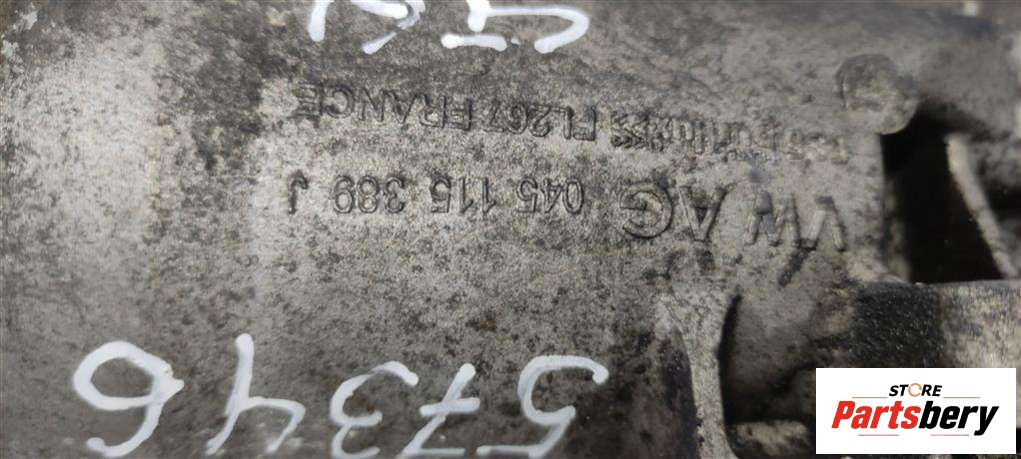 57346
VW AG 045 115 389 J
FL267 FRANCE
STORE
Partsbery